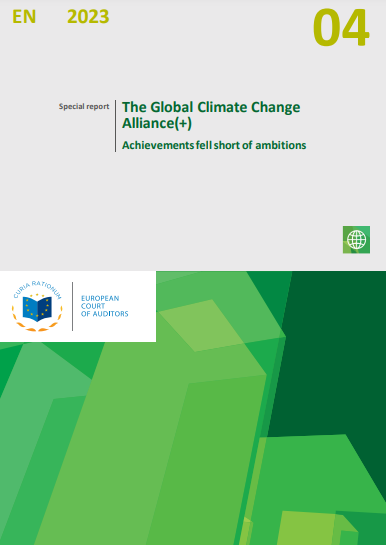 EN 2023 04
Special report
The Global Climate Change
Alliance(+)
Achievements fell short of ambitions
CURIA RATIONUM
EUROPEAN
COURT
OF AUDITORS